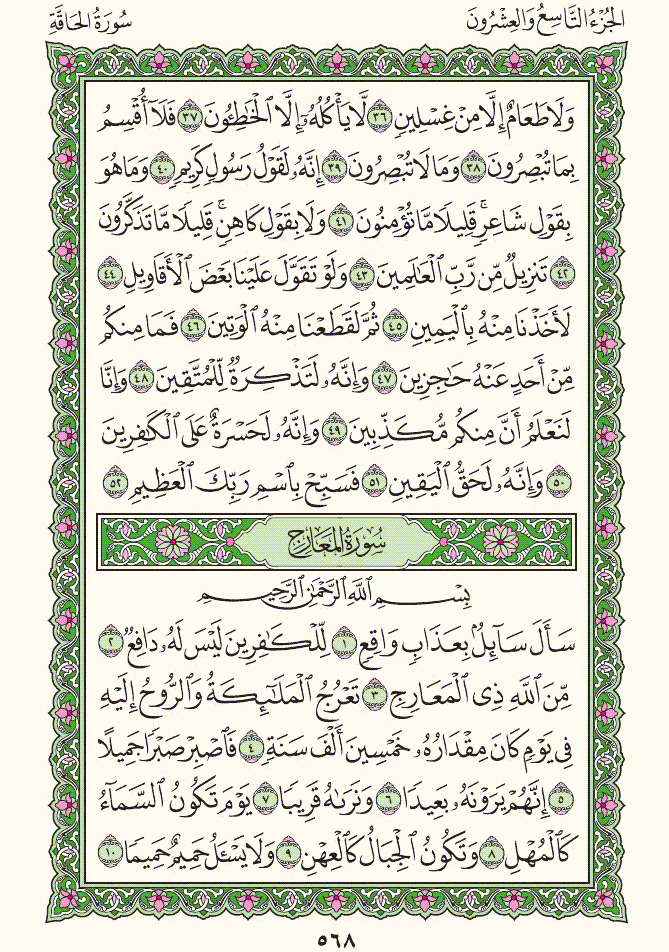 الجُزْءُ التَّاسِعُ وَالعِشْرُونَ
سُورَةُ الحَاقَّةِ
وَلَا طَعَامٌ إِلَّا مِنْ غِسْلِينٍ ٣٦ لَّا يَأْكُلُهُۥٓ إِلَّا ٱلْخَٰطِـُٔونَ ٣٧ فَلَآ أُقْسِمُ
بِمَا تُبْصِرُونَ ٣٨ وَمَا لَا تُبْصِرُونَ ٣٩ إِنَّهُۥ لَقَوْلُ رَسُولٍ كَرِيمٍ ٤٠ وَمَا هُوَ
بِقَوْلِ شَاعِرٍ ۚ قَلِيلًا مَّا تُؤْمِنُونَ ٤١ وَلَا بِقَوْلِ كَاهِنٍ ۚ قَلِيلًا مَّا تَذَكَّرُونَ
٤٢ تَنزِيلٌ مِّن رَّبِّ ٱلْعَٰلَمِينَ ٤٣ وَلَوْ تَقَوَّلَ عَلَيْنَا بَعْضَ ٱلْأَقَاوِيلِ ٤٤
لَأَخَذْنَا مِنْهُ بِٱلْيَمِينِ ٤٥ ثُمَّ لَقَطَعْنَا مِنْهُ ٱلْوَتِينَ ٤٦ فَمَا مِنكُم
مِّنْ أَحَدٍ عَنْهُ حَٰجِزِينَ ٤٧ وَإِنَّهُۥ لَتَذْكِرَةٌ لِّلْمُتَّقِينَ ٤٨ وَإِنَّا
لَنَعْلَمُ أَنَّ مِنكُم مُّكَذِّبِينَ ٤٩ وَإِنَّهُۥ لَحَسْرَةٌ عَلَى ٱلْكَٰفِرِينَ
٥٠ وَإِنَّهُۥ لَحَقُّ ٱلْيَقِينِ ٥١ فَسَبِّحْ بِٱسْمِ رَبِّكَ ٱلْعَظِيمِ ٥٢
سُورَةُ المَعَارِجِ
بِسْمِ ٱللَّهِ ٱلرَّحْمَٰنِ ٱلرَّحِيمِ
سَأَلَ سَآئِلٌۢ بِعَذَابٍ وَاقِعٍ ١ لِّلْكَٰفِرِينَ لَيْسَ لَهُۥ دَافِعٌ ٢
مِّنَ ٱللَّهِ ذِى ٱلْمَعَارِجِ ٣ تَعْرُجُ ٱلْمَلَٰٓئِكَةُ وَٱلرُّوحُ إِلَيْهِ
فِى يَوْمٍ كَانَ مِقْدَارُهُۥ خَمْسِينَ أَلْفَ سَنَةٍ ٤ فَٱصْبِرْ صَبْرًا جَمِيلًا
٥ إِنَّهُمْ يَرَوْنَهُۥ بَعِيدًا ٦ وَنَرَىٰهُ قَرِيبًا ٧ يَوْمَ تَكُونُ ٱلسَّمَآءُ
كَٱلْمُهْلِ ٨ وَتَكُونُ ٱلْجِبَالُ كَٱلْعِهْنِ ٩ وَلَا يَسْـَٔلُ حَمِيمٌ حَمِيمًا ١٠
٥٦٨